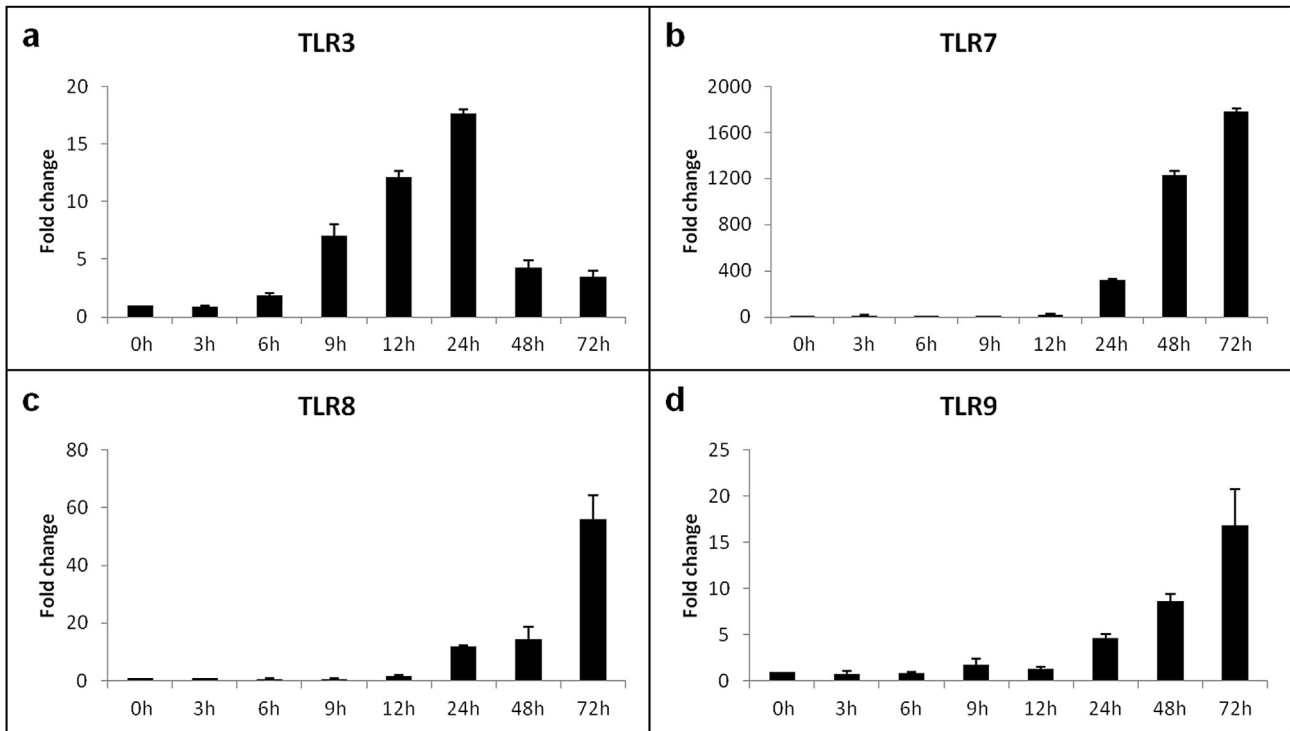 a
TLR3
Fold change
20
15
10
5
0
0h 3h 6h 9h 12h 24h 48h 72h
b
TLR7
Fold change
2000
1600
1200
800
400
0
0h 3h 6h 9h 12h 24h 48h 72h
c
TLR8
Fold change
80
60
40
20
0
0h 3h 6h 9h 12h 24h 48h 72h
d
TLR9
Fold change
25
20
15
10
5
0
0h 3h 6h 9h 12h 24h 48h 72h